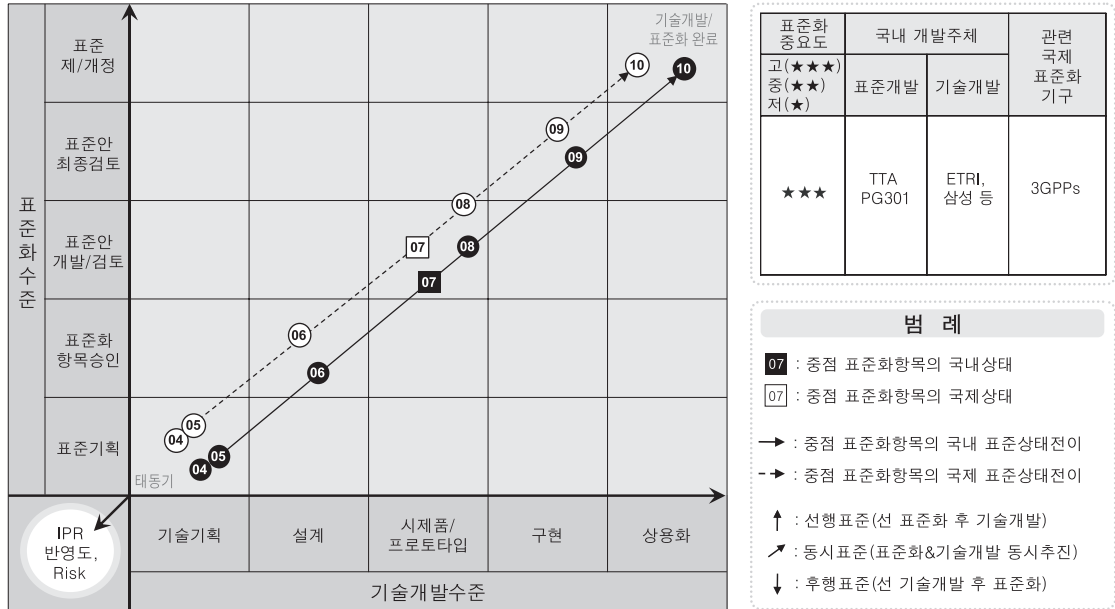 표준화수준
표준
제/개정
표준안
최종검토
표준안
개발/검토
표준화
항목승인
표준기획
기술개발/
표준화 완료
10
10
09
09
08
08
07
07
06
06
05
04
05
04
태동기
IPR
반영도,
Risk
기술기획
설계
시제품/
프로토타입
구현
상용화
기술개발수준
표준화
중요도
국내 개발주체
관련
국제
표준화
기구
고(★★★)
중(★★)
저(★)
표준개발
기술개발
★★★
TTA
PG301
ETRI,
삼성 등
3GPPs
범 례
07 : 중점 표준화항목의 국내상태
07 : 중점 표준화항목의 국제상태
: 중점 표준화항목의 국내 표준상태전이
: 중점 표준화항목의 국제 표준상태전이
: 선행표준(선 표준화 후 기술개발)
: 동시표준(표준화&기술개발 동시추진)
: 후행표준(선 기술개발 후 표준화)